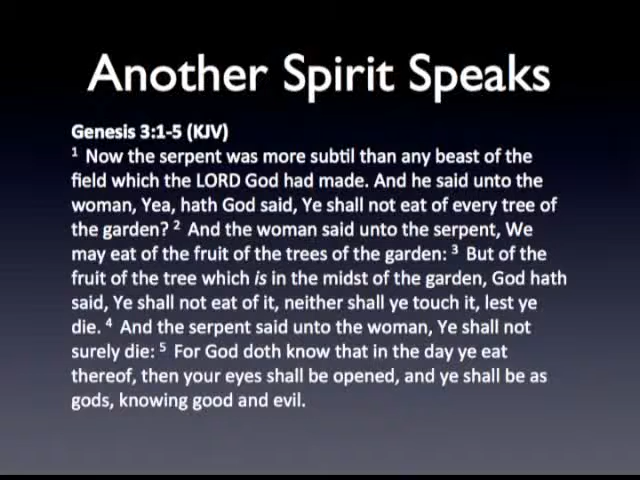 Another Spirit Speaks
Genesis 3:1-5 (KJV)
1 Now the serpent was more subtil than any beast of the
field which the LORD God had made. And he said unto the
woman, Yea, hath God said, Ye shall not eat of every tree of
the garden? 2 And the woman said unto the serpent, We
may eat of the fruit of the trees of the garden: 3 But of the
fruit of the tree which is in the midst of the garden, God hath
said, Ye shall not eat of it, neither shall ye touch it, lest ye
die. 4 And the serpent said unto the woman, Ye shall not
surely die: 5 For God doth know that in the day ye eat
thereof, then your eyes shall be opened, and ye shall be as
gods, knowing good and evil.